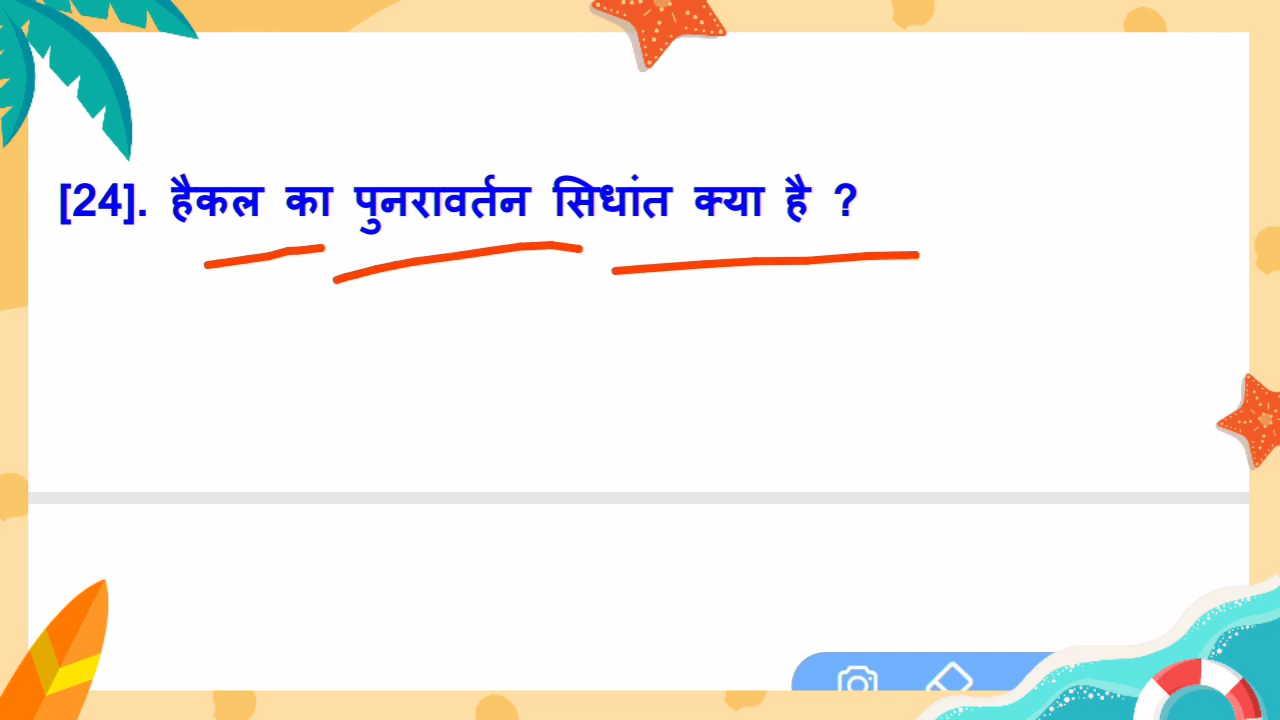 [24]. हैकल का पुनरावर्तन सिधांत क्या है ?